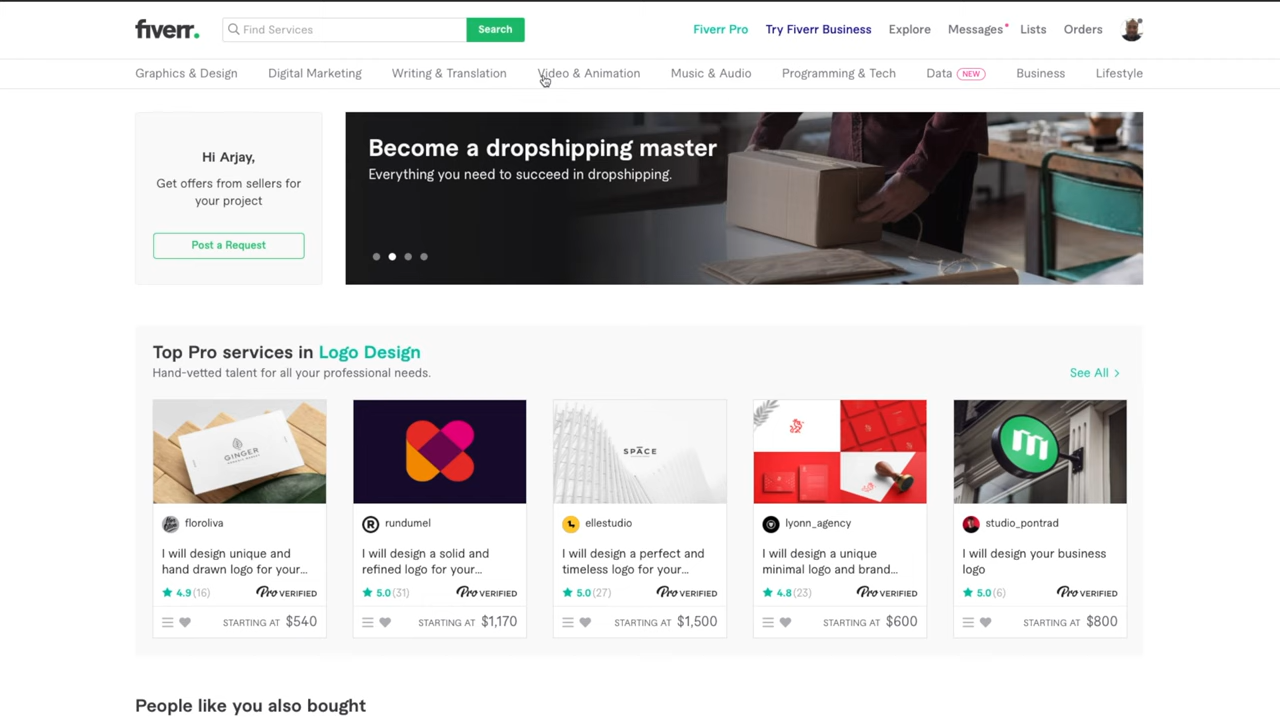 fiverr.
Find Services
Search
Fiverr Pro
Try Fiverr Business
Explore
Messages
Lists
Orders
Graphics & Design
Digital Marketing
Writing & Translation
Video & Animation
Music & Audio
Programming & Tech
Data NEW
Business
Lifestyle
Hi Arjay,
Get offers from sellers for
your project
Post a Request
Become a dropshipping master
Everything you need to succeed in dropshipping.
Top Pro services in Logo Design
Hand-vetted talent for all your professional needs.
See All >
GINGER
floroliva
I will design unique and
hand drawn logo for your...
4.9 (16)
Pro VERIFIED
STARTING AT $540
rundumel
I will design a solid and
refined logo for your...
5.0 (31)
Pro VERIFIED
STARTING AT $1,170
SPACE
ellestudio
I will design a perfect and
timeless logo for your...
5.0 (27)
Pro VERIFIED
STARTING AT $1,500
lyonn_agency
I will design a unique
minimal logo and brand...
4.8 (23)
Pro VERIFIED
STARTING AT $600
m
studio_pontrad
I will design your business
logo
5.0 (6)
Pro VERIFIED
STARTING AT $800
People like you also bought